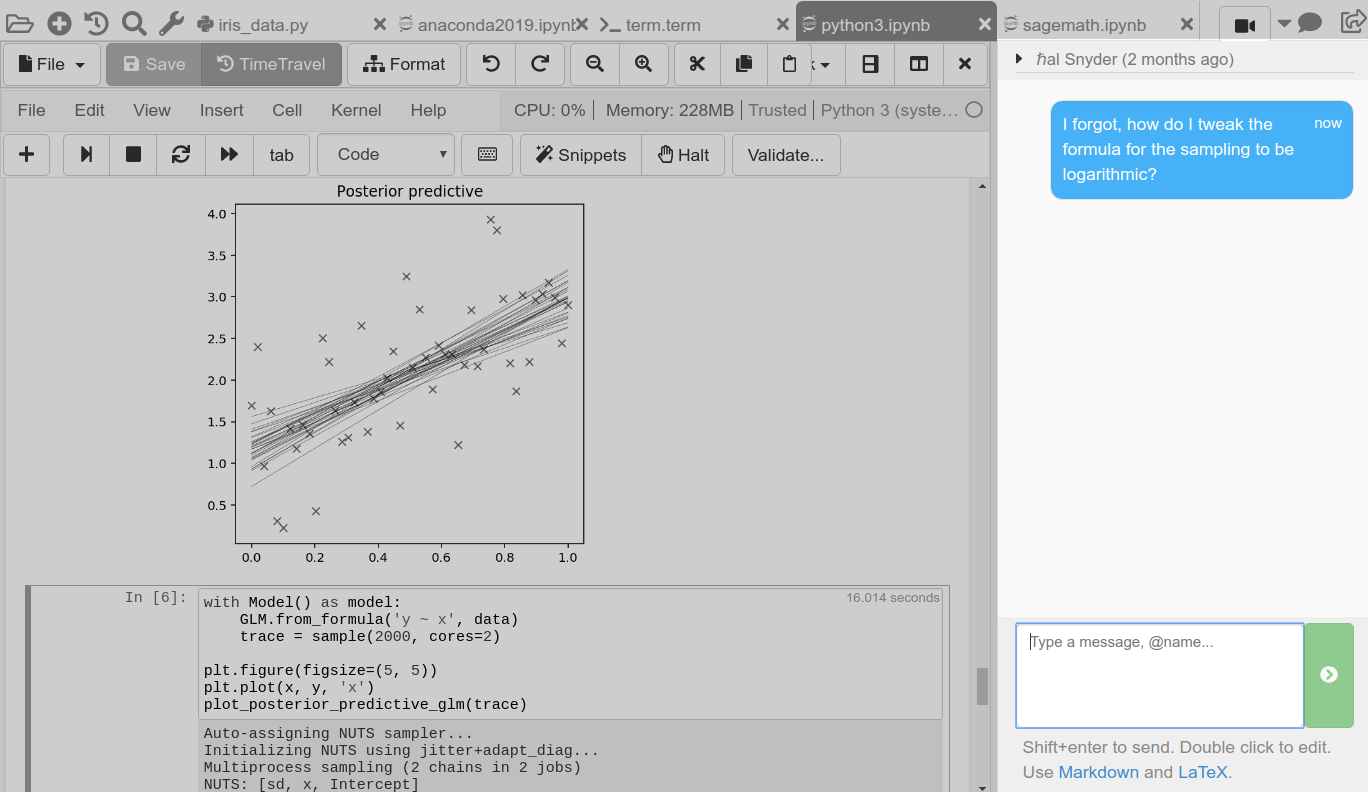 iris_data.py
anaconda2019.ipynb
term.term
python3.ipynb
sagemath.ipynb
File Save TimeTravel Format
File Edit View Insert Cell Kernel Help CPU: 0% | Memory: 228MB | Trusted | Python 3 (syste…
tab Code Snippets Halt Validate...
ħal Snyder (2 months ago)
I forgot, how do I tweak the
formula for the sampling to be
logarithmic?
now
Posterior predictive
4.0
3.5
3.0
2.5
2.0
1.5
1.0
0.5
0.0 0.2 0.4 0.6 0.8 1.0
In [6]:
16.014 seconds
with Model() as model:
    GLM.from_formula('y ~ x', data)
    trace = sample(2000, cores=2)
plt.figure(figsize=(5, 5))
plt.plot(x, y, 'x')
plot_posterior_predictive_glm(trace)
Auto-assigning NUTS sampler...
Initializing NUTS using jitter+adapt_diag...
Multiprocess sampling (2 chains in 2 jobs)
NUTS: [sd, x, Intercept]
Type a message, @name...
Shift+enter to send. Double click to edit.
Use Markdown and LaTeX.